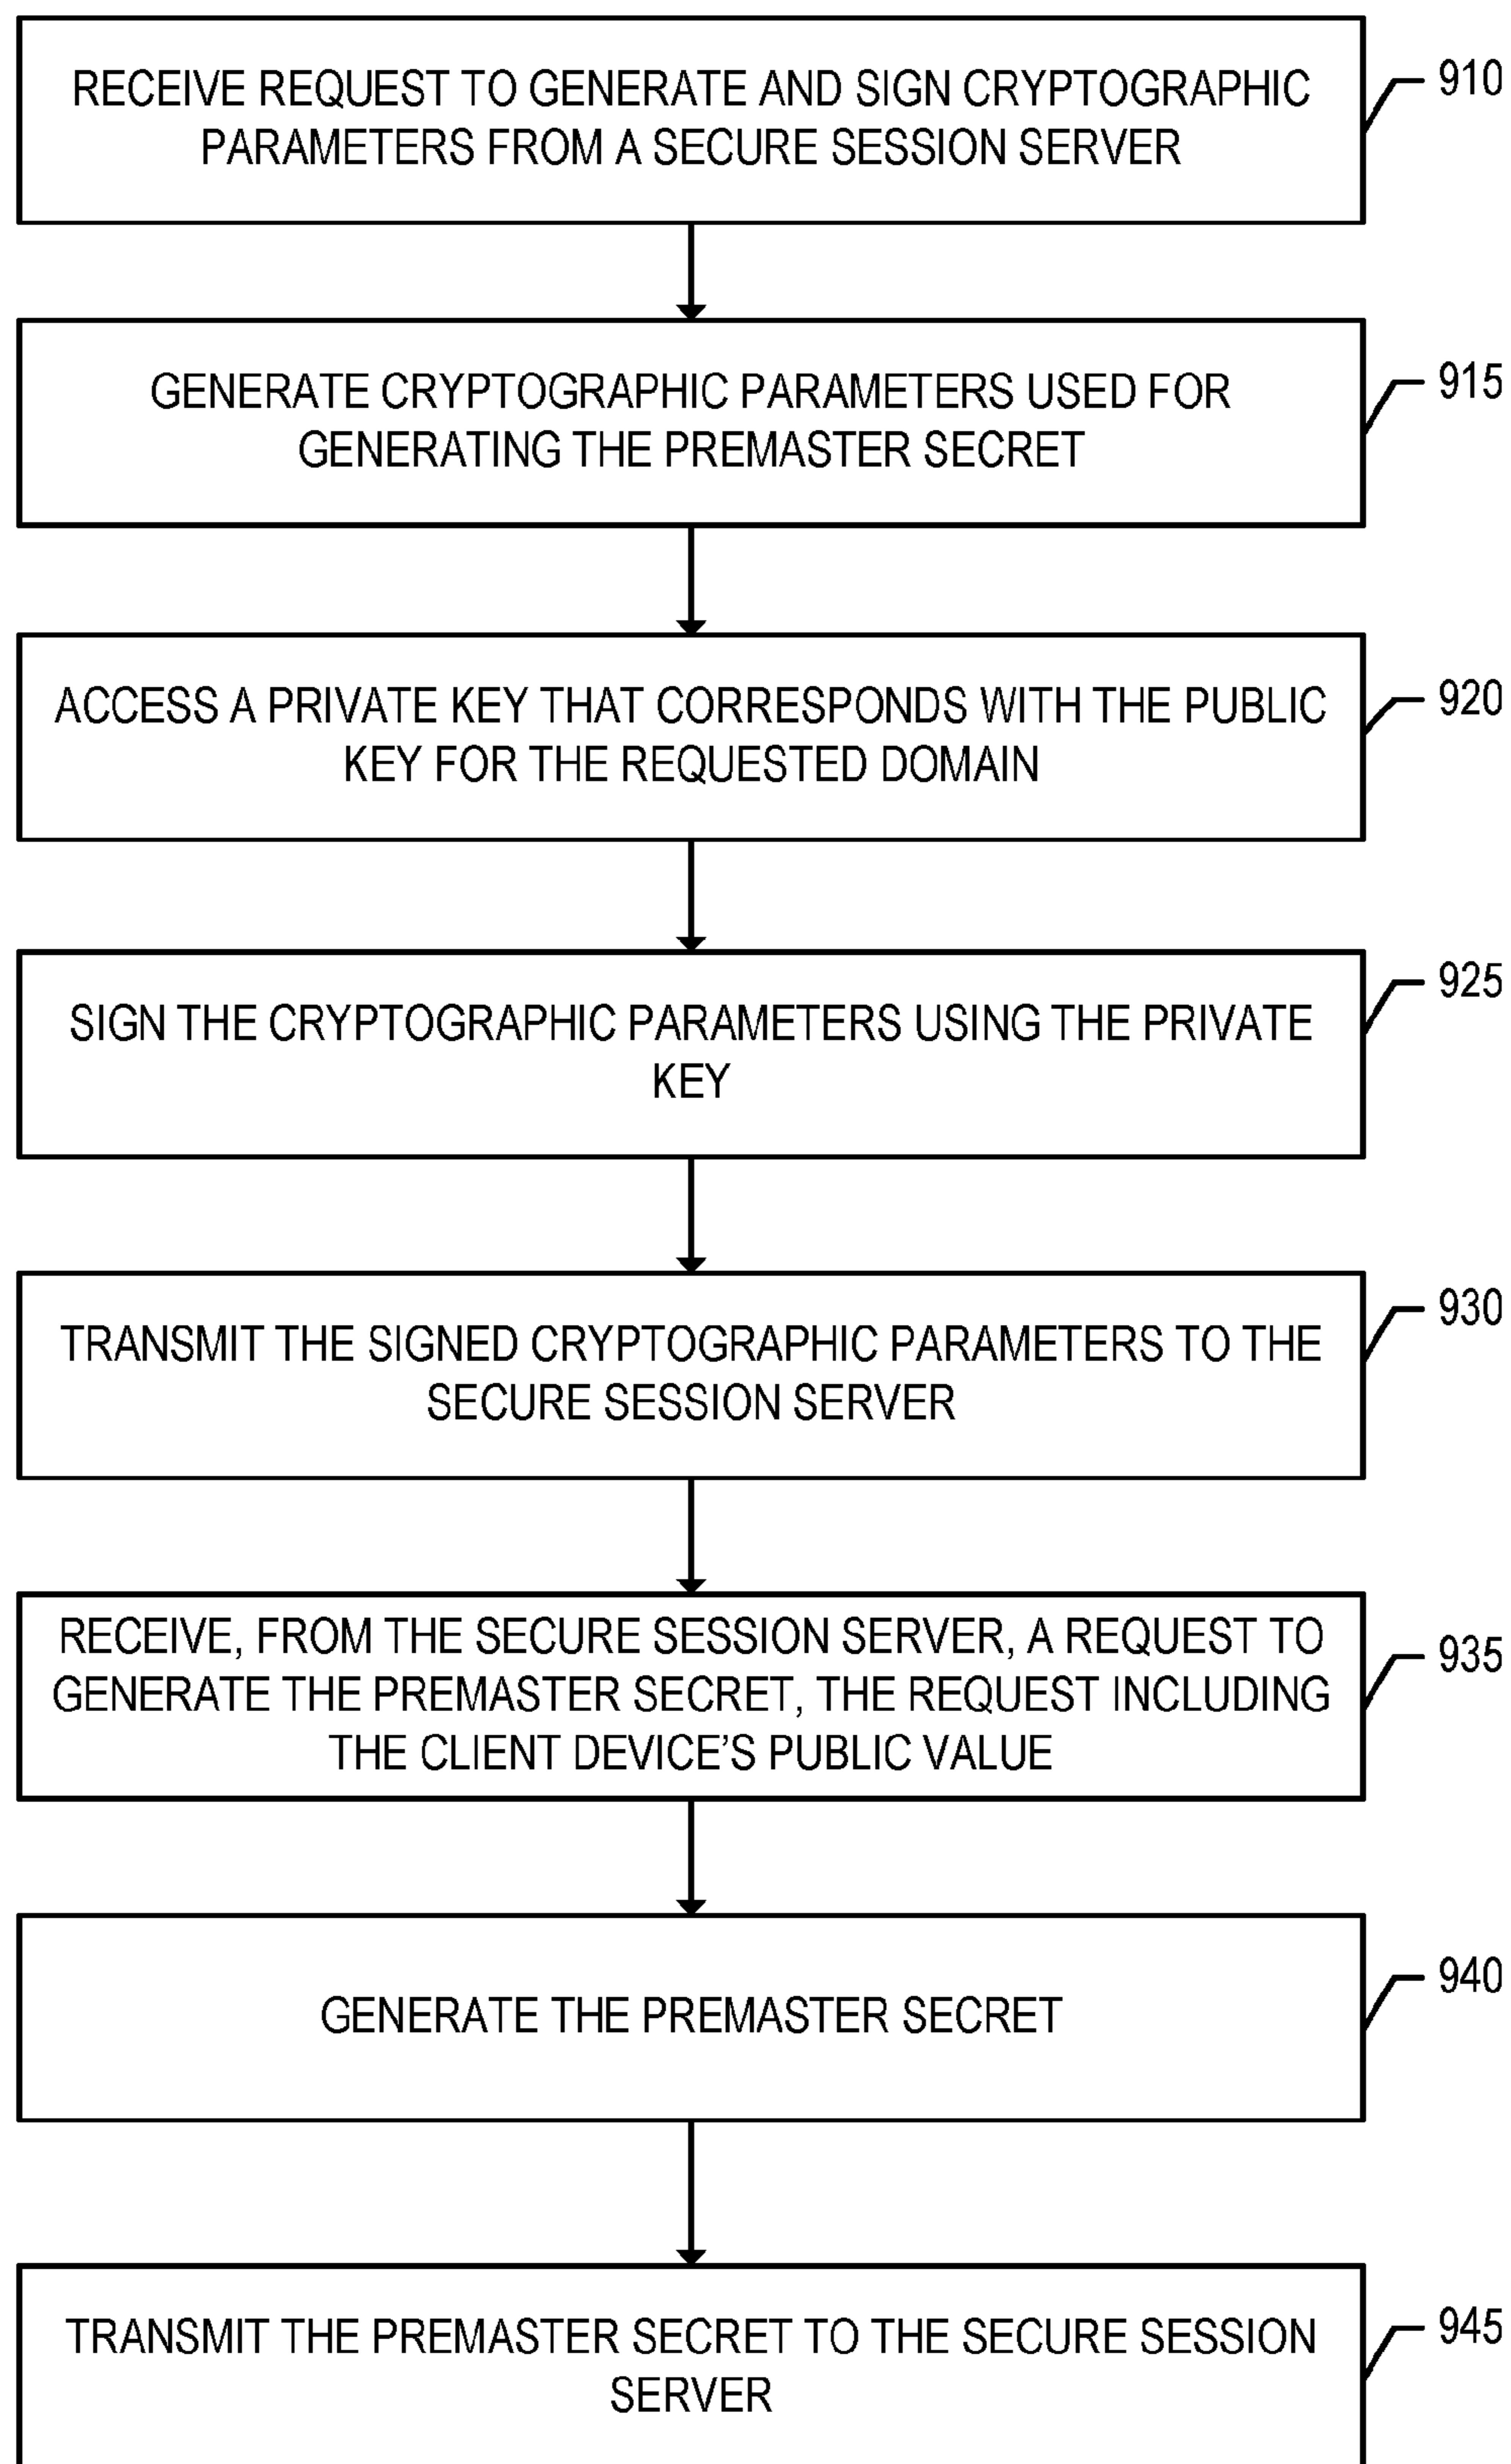 RECEIVE REQUEST TO GENERATE AND SIGN CRYPTOGRAPHIC
PARAMETERS FROM A SECURE SESSION SERVER
910
GENERATE CRYPTOGRAPHIC PARAMETERS USED FOR
GENERATING THE PREMASTER SECRET
915
ACCESS A PRIVATE KEY THAT CORRESPONDS WITH THE PUBLIC
KEY FOR THE REQUESTED DOMAIN
920
SIGN THE CRYPTOGRAPHIC PARAMETERS USING THE PRIVATE
KEY
925
TRANSMIT THE SIGNED CRYPTOGRAPHIC PARAMETERS TO THE
SECURE SESSION SERVER
930
RECEIVE, FROM THE SECURE SESSION SERVER, A REQUEST TO
GENERATE THE PREMASTER SECRET, THE REQUEST INCLUDING
THE CLIENT DEVICE’S PUBLIC VALUE
935
GENERATE THE PREMASTER SECRET
940
TRANSMIT THE PREMASTER SECRET TO THE SECURE SESSION
SERVER
945